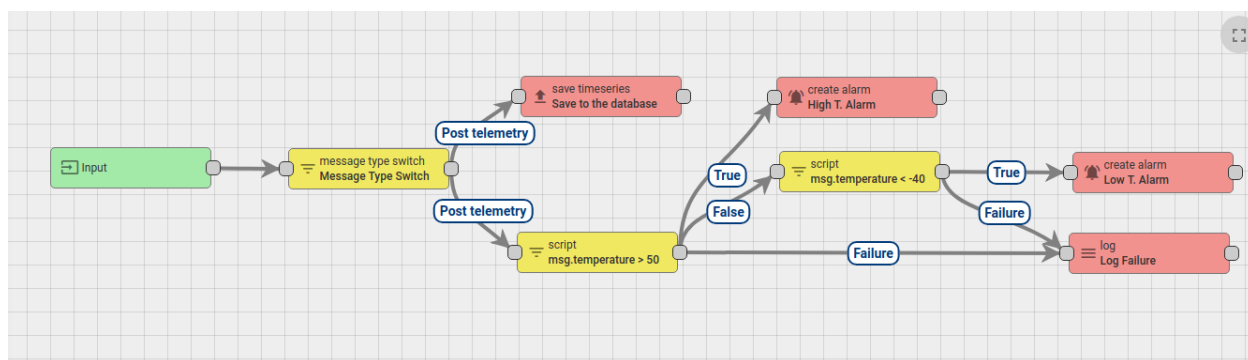 Input
message type switch
Message Type Switch
Post telemetry
Post telemetry
save timeseries
Save to the database
script
msg.temperature > 50
True
False
Failure
create alarm
High T. Alarm
script
msg.temperature < -40
True
Failure
create alarm
Low T. Alarm
log
Log Failure